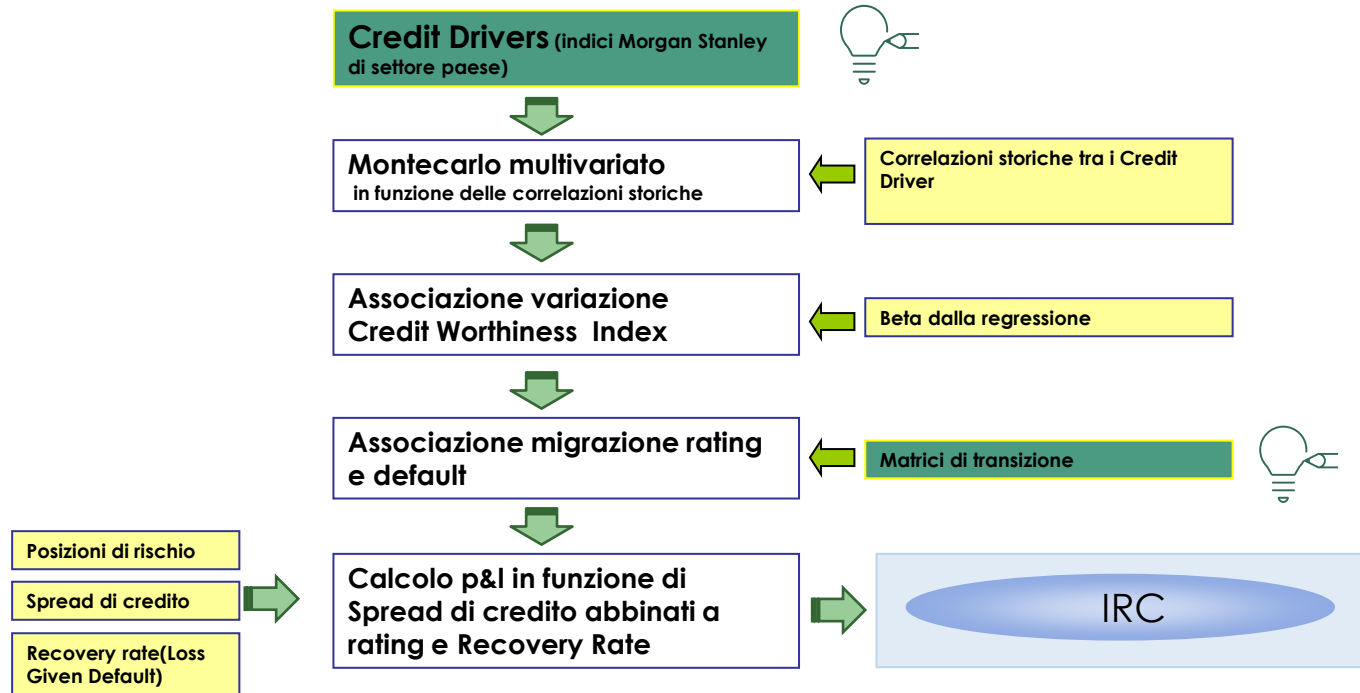 Credit Drivers (indici Morgan Stanley
di settore paese)
Montecarlo multivariato
in funzione delle correlazioni storiche
Correlazioni storiche tra i Credit
Driver
Associazione variazione
Credit Worthiness Index
Beta dalla regressione
Associazione migrazione rating
e default
Matrici di transizione
Posizioni di rischio
Spread di credito
Recovery rate(Loss
Given Default)
Calcolo p&l in funzione di
Spread di credito abbinati a
rating e Recovery Rate
IRC